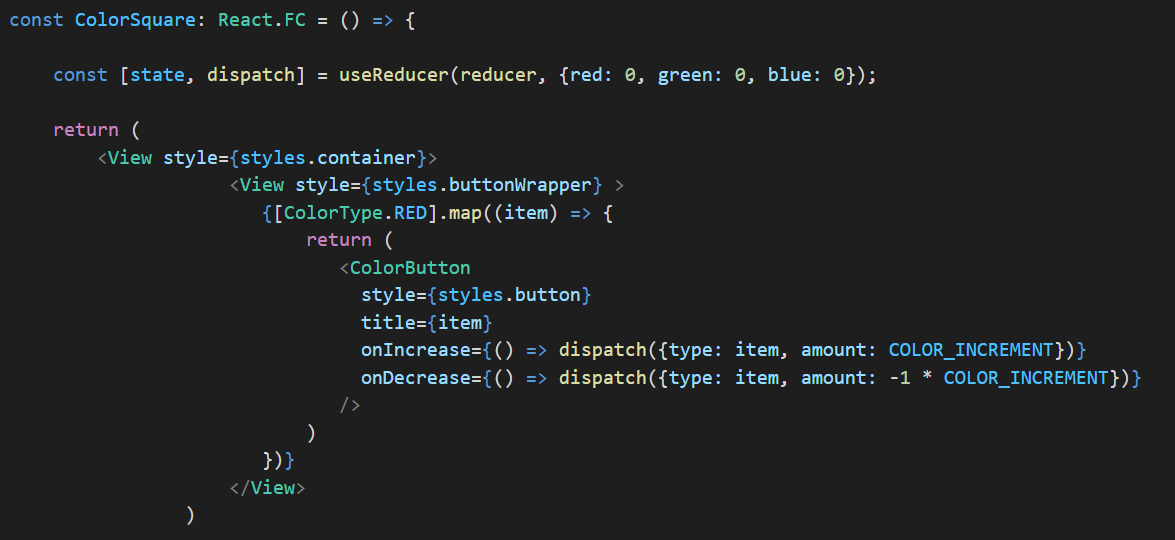 const ColorSquare: React.FC = () => {
const [state, dispatch] = useReducer(reducer, {red: 0, green: 0, blue: 0});
return (
<View style={styles.container}>
<View style={styles.buttonWrapper} >
{[ColorType.RED].map((item) => {
return (
<ColorButton
style={styles.button}
title={item}
onIncrease={() => dispatch({type: item, amount: COLOR_INCREMENT})}
onDecrease={() => dispatch({type: item, amount: -1 * COLOR_INCREMENT})}
/>
)
})}
</View>
)